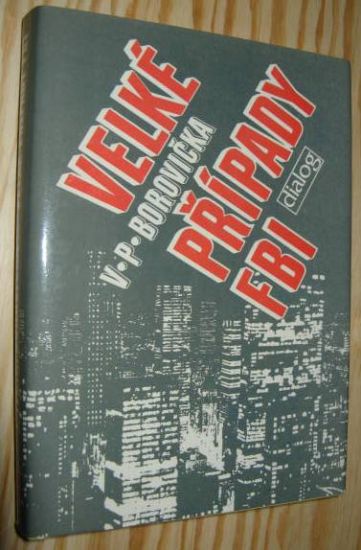 VELKÉ
V·P·BOROVIČKA
PŘÍPADY
FBI
dialog